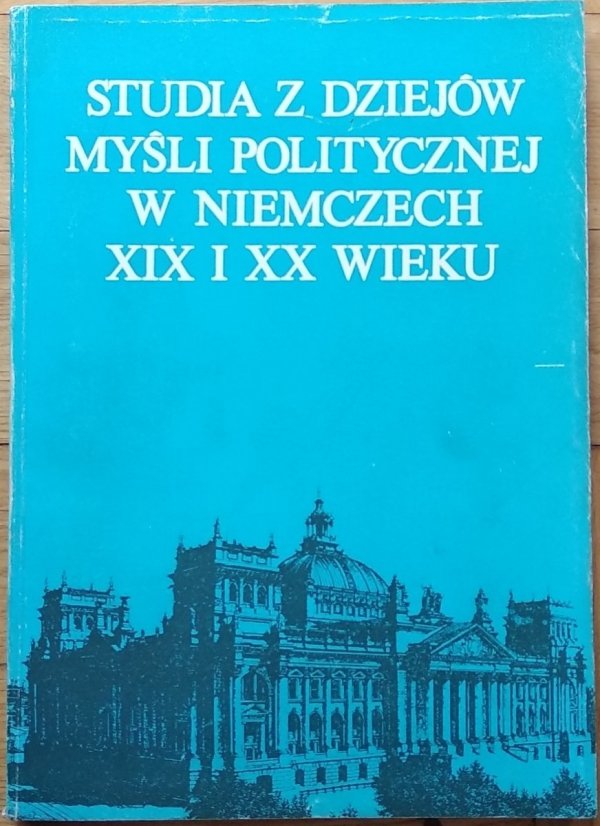 STUDIA Z DZIEJÓW
MYŚLI POLITYCZNEJ
W NIEMCZECH
XIX I XX WIEKU